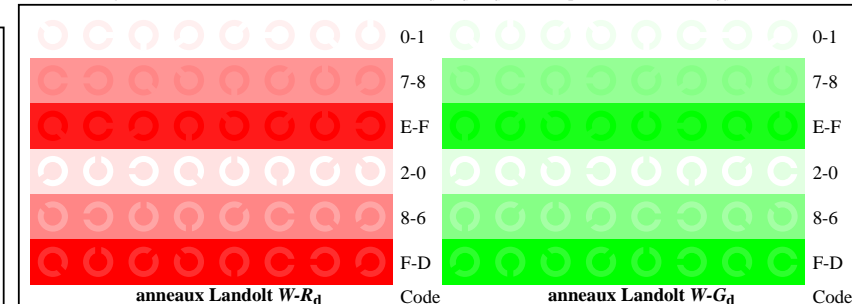 0-1 0-1
7-8 7-8
E-F E-F
2-0 2-0
8-6 8-6
F-D F-D
anneaux Landolt W-Rd Code anneaux Landolt W-Gd Code